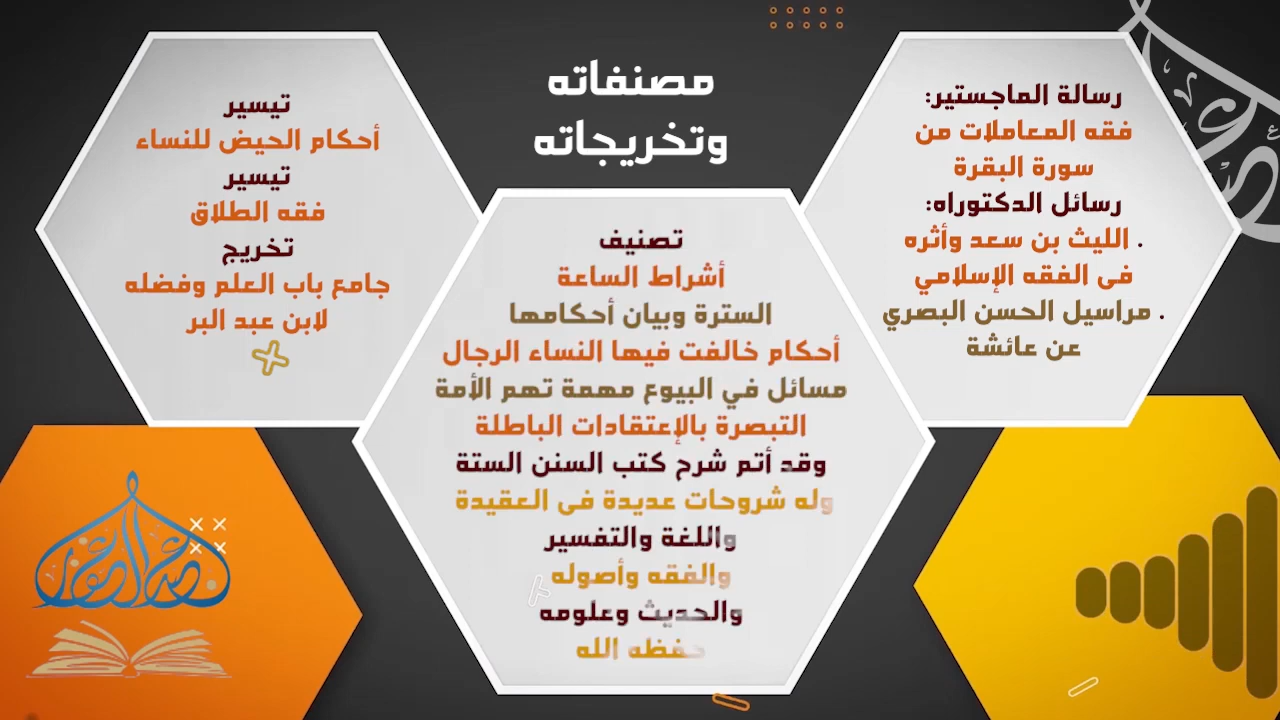 مصنفاته
وتخريجاته
رسالة الماجستير:
فقه المعاملات من
سورة البقرة
رسائل الدكتوراه:
. الليث بن سعد وأثره
فى الفقه الإسلامي
. مراسيل الحسن البصري
عن عائشة
تصنيف
أشراط الساعة
السترة وبيان أحكامها
أحكام خالفت فيها النساء الرجال
مسائل في البيوع مهمة تهم الأمة
التبصرة بالإعتقادات الباطلة
وقد أتم شرح كتب السنن الستة
وله شروحات عديدة فى العقيدة
واللغة والتفسير
والفقه وأصوله
والحديث وعلومه
حفظه الله
تيسير
أحكام الحيض للنساء
تيسير
فقه الطلاق
تخريج
جامع باب العلم وفضله
لابن عبد البر